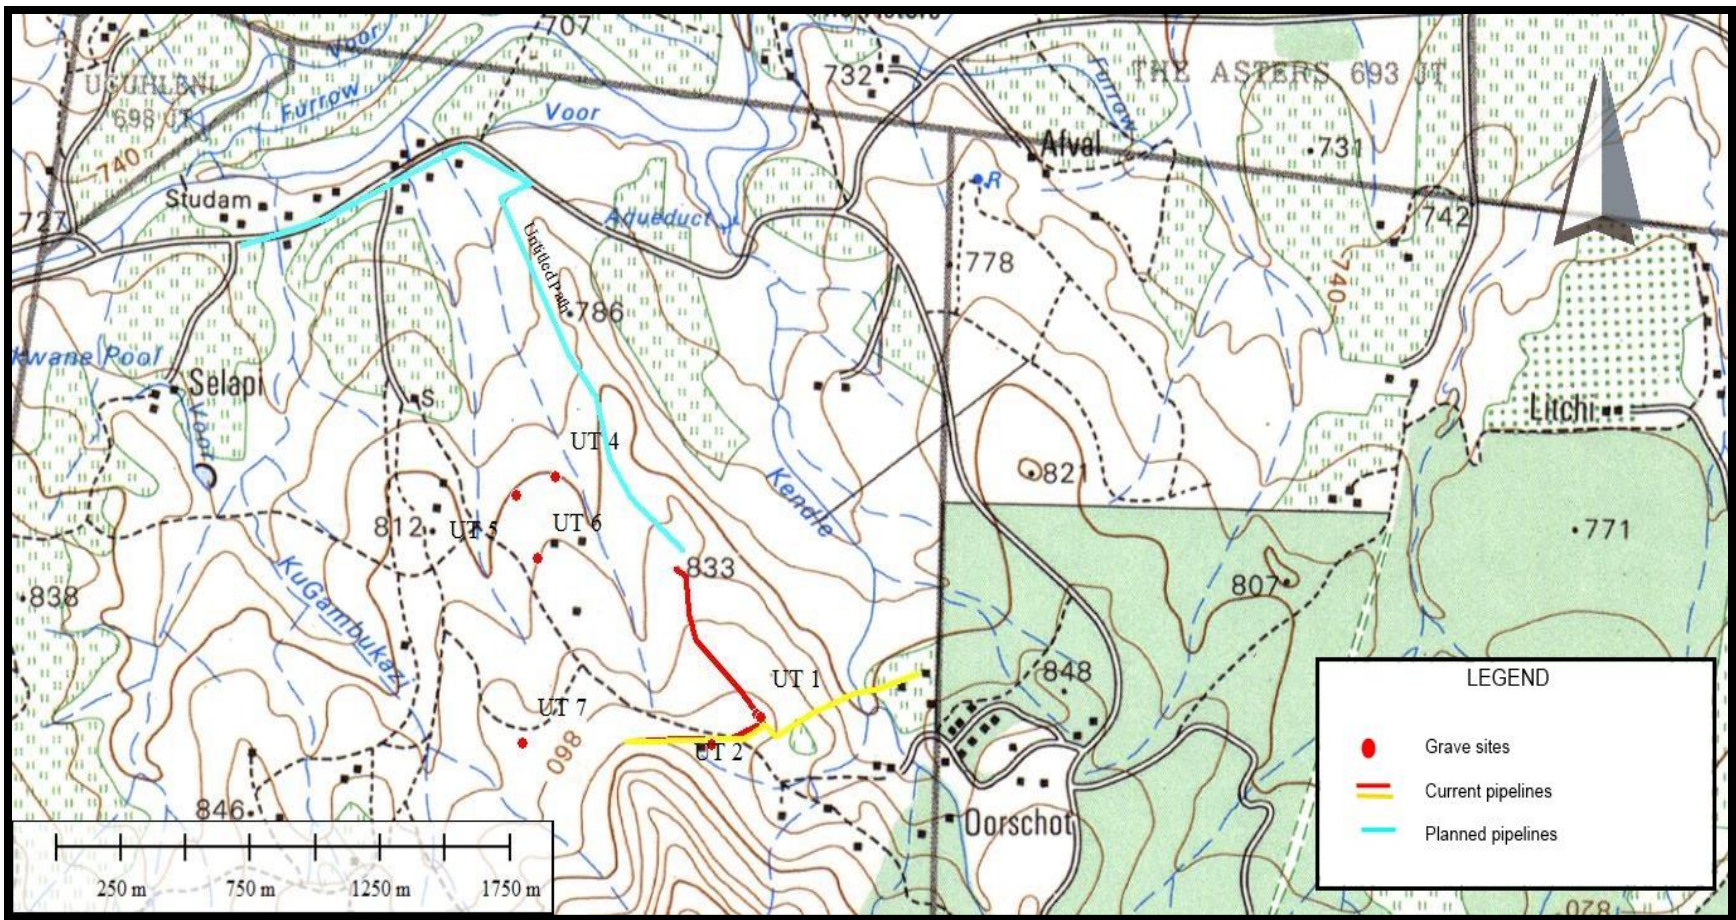 707
Voor
732
THE ASTERS 693 JT
UGUHLENI
698 JT
Furrow
Voor
Furrow
Afval
731
740
R
Studam
742
727
Aqueduct
778
Untitled Path
740
786
kwane Pool
Selapi
S
Voor
Litchi
UT 4
821
Kendle
812
UT 5
UT 6
771
833
807
838
KuGambukazi
UT 1
848
LEGEND
UT 7
860
UT 2
Grave sites
Current pipelines
846
Oorschot
Planned pipelines
250 m
750 m
1250 m
1750 m
820